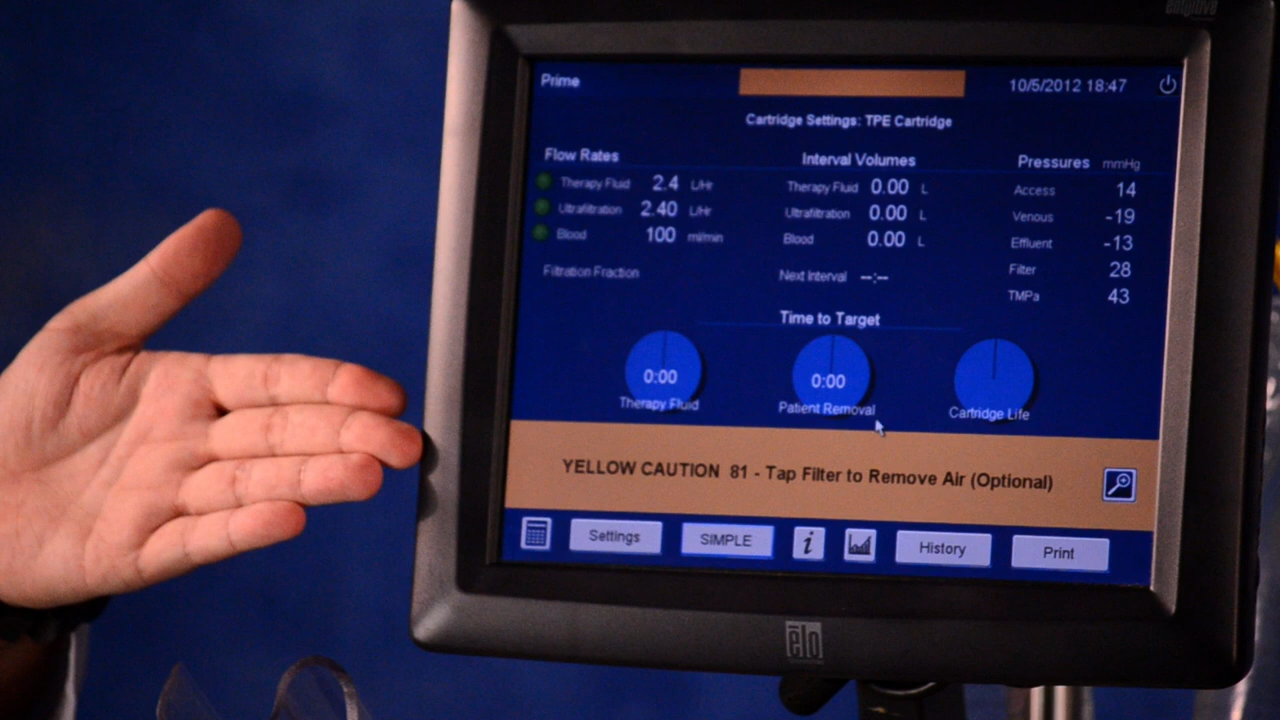 Prime
10/5/2012 18:47
Cartridge Settings: TPE Cartridge
Flow Rates
Therapy Fluid 2.4 L/Hr
Ultrafiltration 2.40 L/Hr
Blood 100 ml/min
Filtration Fraction
Interval Volumes
Therapy Fluid 0.00 L
Ultrafiltration 0.00 L
Blood 0.00 L
Next Interval --:--
Pressures mmHg
Access 14
Venous -19
Effluent -13
Filter 28
TMPa 43
Time to Target
0:00
Therapy Fluid
0:00
Patient Removal
Cartridge Life
YELLOW CAUTION 81 - Tap Filter to Remove Air (Optional)
Settings
SIMPLE
i
History
Print
elo